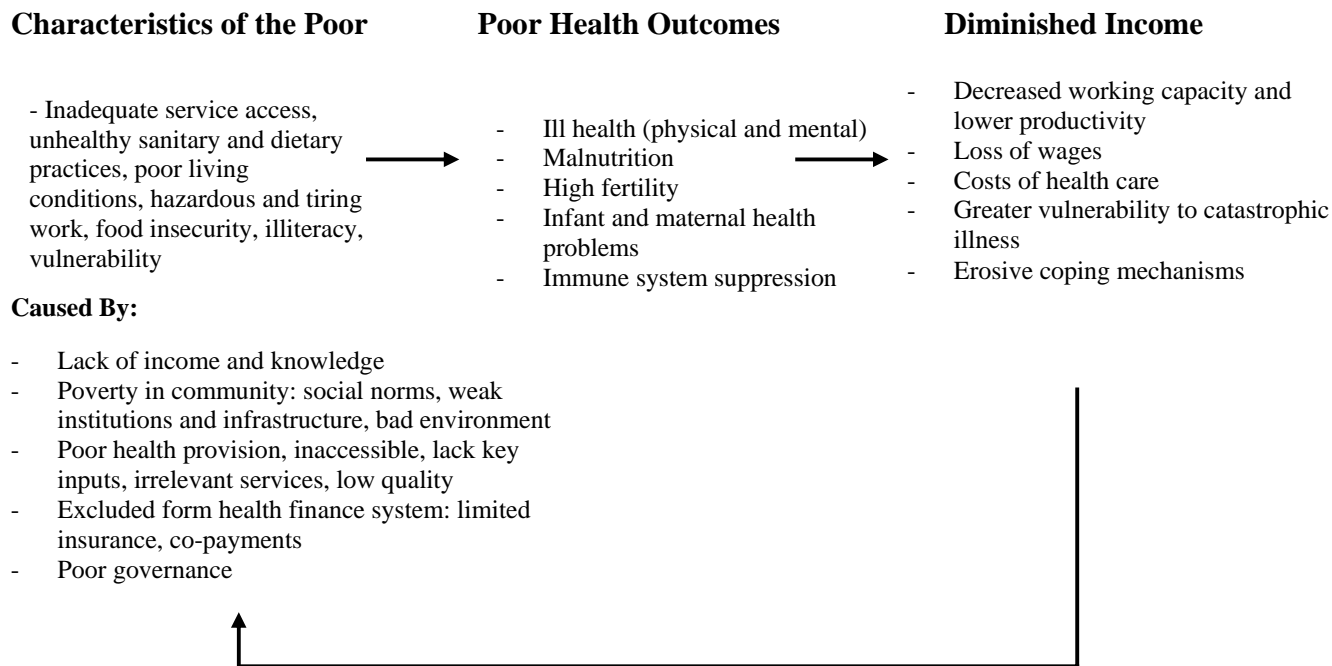 Characteristics of the Poor
- Inadequate service access,
unhealthy sanitary and dietary
practices, poor living
conditions, hazardous and tiring
work, food insecurity, illiteracy,
vulnerability
Caused By:
- Lack of income and knowledge
- Poverty in community: social norms, weak
institutions and infrastructure, bad environment
- Poor health provision, inaccessible, lack key
inputs, irrelevant services, low quality
- Excluded form health finance system: limited
insurance, co-payments
- Poor governance
Poor Health Outcomes
- Ill health (physical and mental)
- Malnutrition
- High fertility
- Infant and maternal health
problems
- Immune system suppression
Diminished Income
- Decreased working capacity and
lower productivity
- Loss of wages
- Costs of health care
- Greater vulnerability to catastrophic
illness
- Erosive coping mechanisms